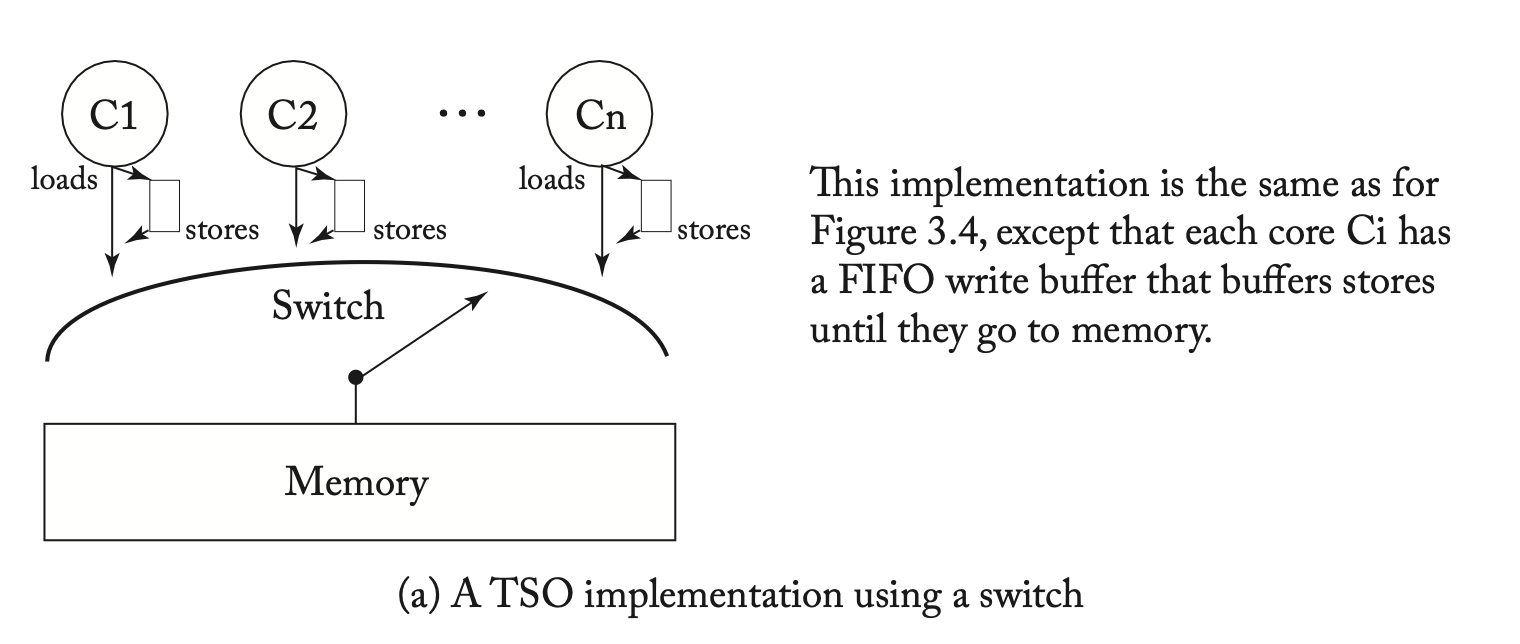 C1
C2
...
Cn
loads
stores
stores
loads
stores
Switch
Memory
This implementation is the same as for
Figure 3.4, except that each core Ci has
a FIFO write buffer that buffers stores
until they go to memory.
(a) A TSO implementation using a switch